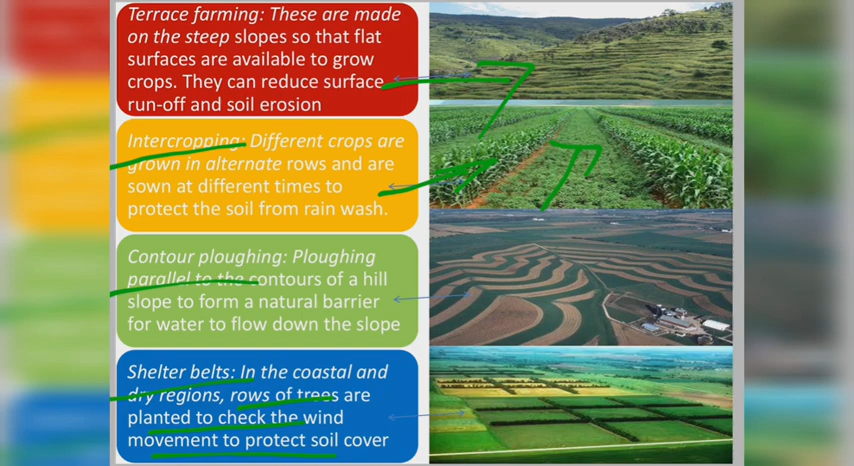 Terrace farming: These are made
on the steep slopes so that flat
surfaces are available to grow
crops. They can reduce surface
run-off and soil erosion
Intercropping: Different crops are
grown in alternate rows and are
sown at different times to
protect the soil from rain wash.
Contour ploughing: Ploughing
parallel to the contours of a hill
slope to form a natural barrier
for water to flow down the slope
Shelter belts: In the coastal and
dry regions, rows of trees are
planted to check the wind
movement to protect soil cover